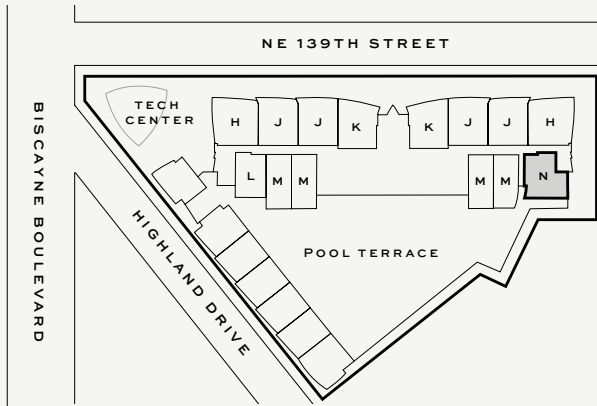 NE 139TH STREET
BISCAYNE BOULEVARD
TECH
CENTER
H J J K K J J H
L M M M M N
HIGHLAND DRIVE
POOL TERRACE